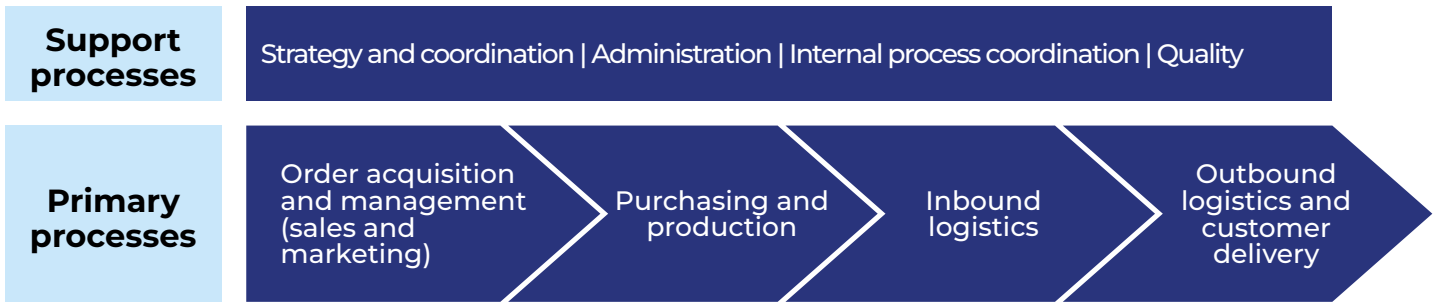 Support
processes
Strategy and coordination | Administration | Internal process coordination | Quality
Primary
processes
Order acquisition
and management
(sales and
marketing)
Purchasing and
production
Inbound
logistics
Outbound
logistics and
customer
delivery